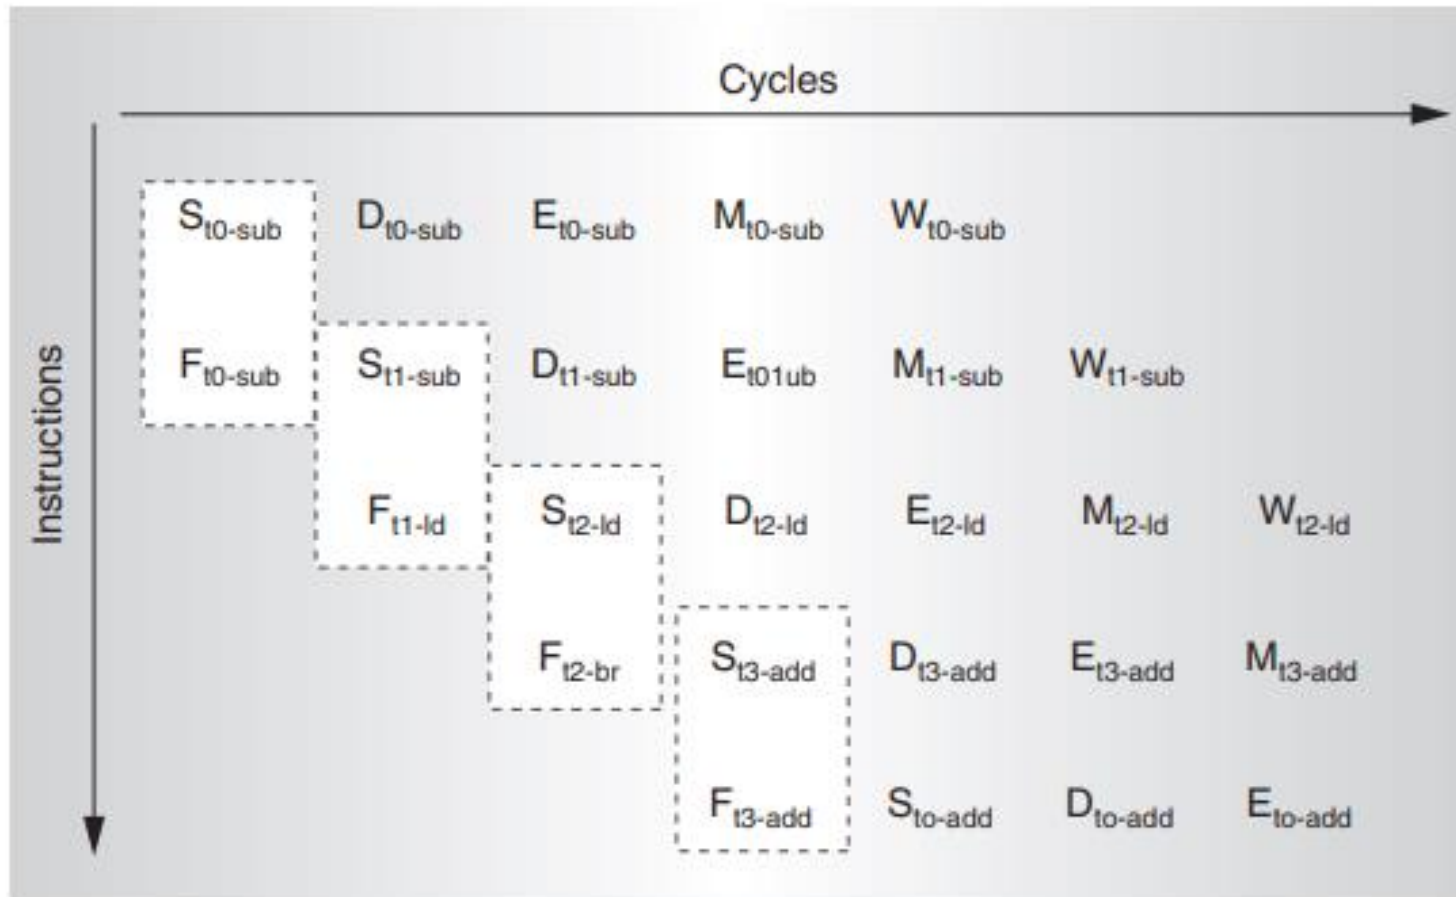 Cycles
Instructions
St0-sub Dt0-sub Et0-sub Mt0-sub Wt0-sub
Ft0-sub St1-sub Dt1-sub Et01ub Mt1-sub Wt1-sub
Ft1-ld St2-ld Dt2-ld Et2-ld Mt2-ld Wt2-ld
Ft2-br St3-add Dt3-add Et3-add Mt3-add
Ft3-add Sto-add Dto-add Eto-add